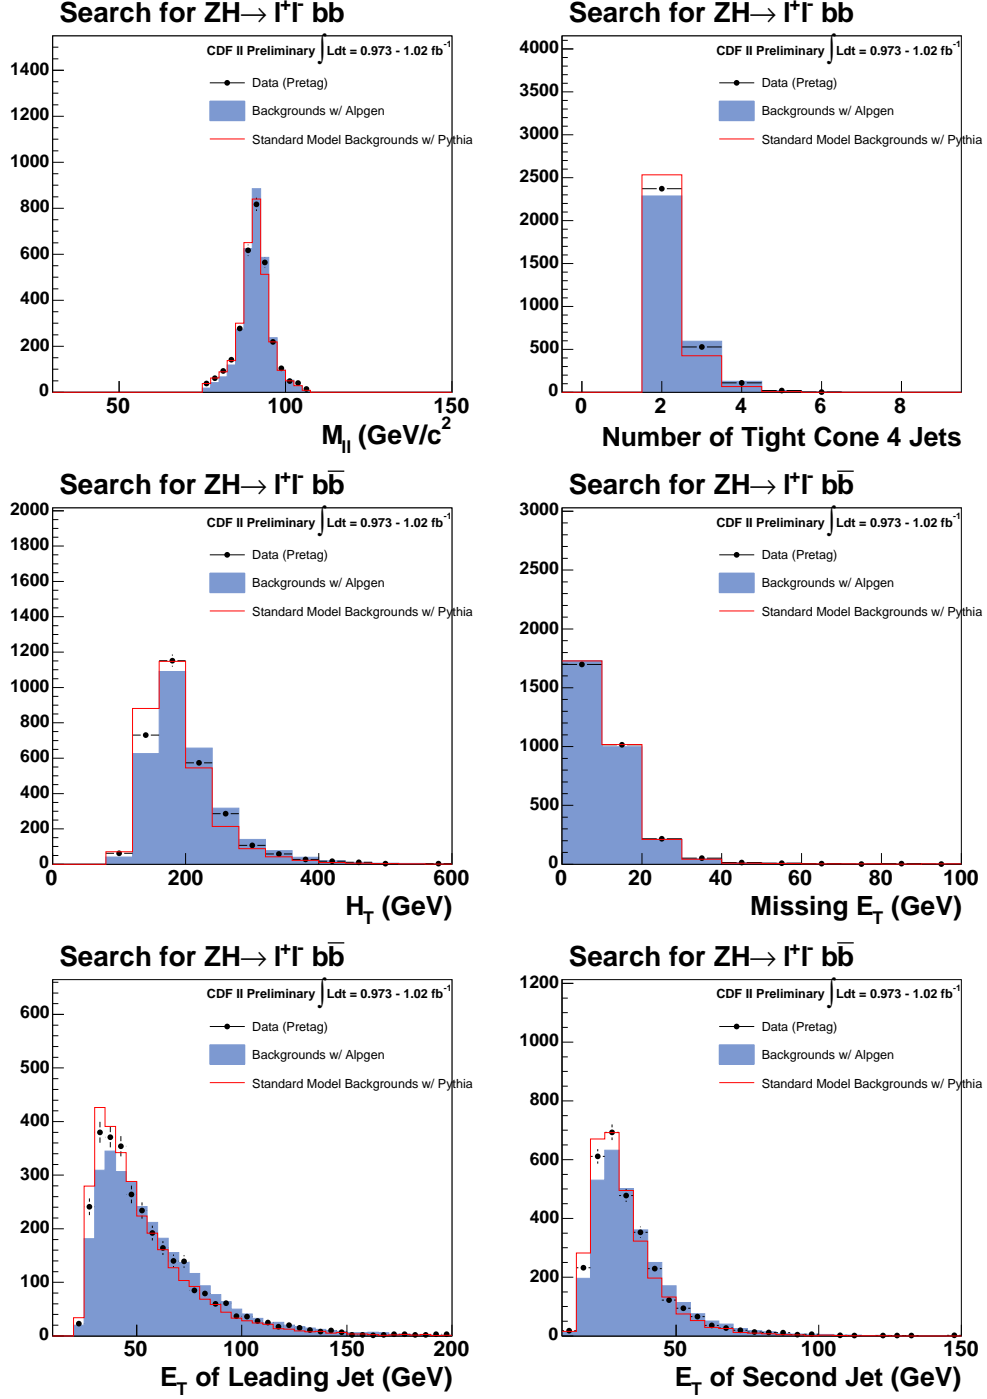 Search for ZH→ l⁺l⁻ bb
CDF II Preliminary ∫ Ldt = 0.973 - 1.02 fb⁻¹
Data (Pretag)
Backgrounds w/ Alpgen
Standard Model Backgrounds w/ Pythia
1400
1200
1000
800
600
400
200
0
50
100
150
M_ll (GeV/c²)
Search for ZH→ l⁺l⁻ bb
CDF II Preliminary ∫ Ldt = 0.973 - 1.02 fb⁻¹
Data (Pretag)
Backgrounds w/ Alpgen
Standard Model Backgrounds w/ Pythia
4000
3500
3000
2500
2000
1500
1000
500
0
0
2
4
6
8
Number of Tight Cone 4 Jets
Search for ZH→ l⁺l⁻ bb̅
CDF II Preliminary ∫ Ldt = 0.973 - 1.02 fb⁻¹
Data (Pretag)
Backgrounds w/ Alpgen
Standard Model Backgrounds w/ Pythia
2000
1800
1600
1400
1200
1000
800
600
400
200
0
0
200
400
600
H_T (GeV)
Search for ZH→ l⁺l⁻ bb̅
CDF II Preliminary ∫ Ldt = 0.973 - 1.02 fb⁻¹
Data (Pretag)
Backgrounds w/ Alpgen
Standard Model Backgrounds w/ Pythia
3000
2500
2000
1500
1000
500
0
0
20
40
60
80
100
Missing E_T (GeV)
Search for ZH→ l⁺l⁻ bb̅
CDF II Preliminary ∫ Ldt = 0.973 - 1.02 fb⁻¹
Data (Pretag)
Backgrounds w/ Alpgen
Standard Model Backgrounds w/ Pythia
600
500
400
300
200
100
0
50
100
150
200
E_T of Leading Jet (GeV)
Search for ZH→ l⁺l⁻ bb̅
CDF II Preliminary ∫ Ldt = 0.973 - 1.02 fb⁻¹
Data (Pretag)
Backgrounds w/ Alpgen
Standard Model Backgrounds w/ Pythia
1200
1000
800
600
400
200
0
50
100
150
E_T of Second Jet (GeV)